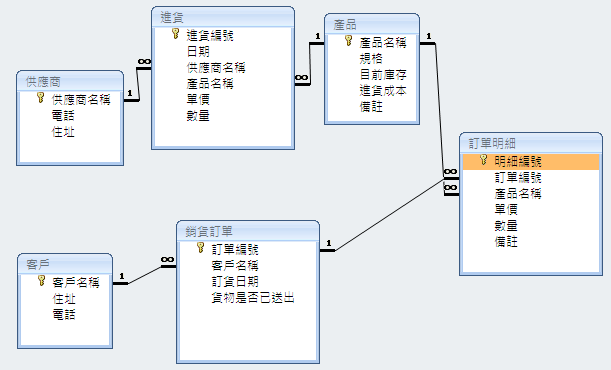 進貨
進貨編號
日期
供應商名稱
產品名稱
單價
數量
產品
產品名稱
規格
目前庫存
進貨成本
備註
供應商
供應商名稱
電話
住址
訂單明細
明細編號
訂單編號
產品名稱
單價
數量
備註
銷貨訂單
訂單編號
客戶名稱
訂貨日期
貨物是否已送出
客戶
客戶名稱
住址
電話
1
∞
1
∞
1
∞
∞
1
1
∞